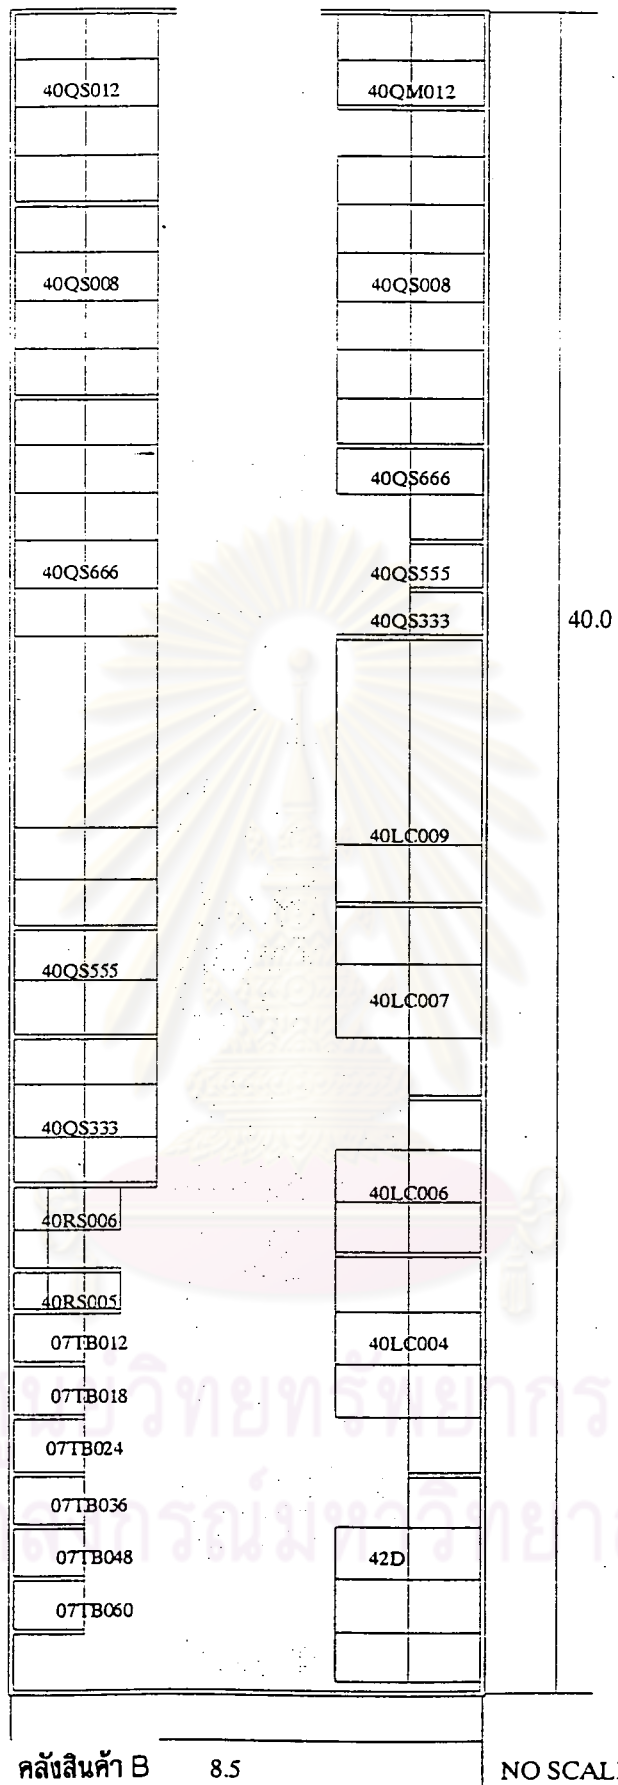 40QS012 40QM012
40QS008 40QS008
40QS666
40QS666 40QS555
40QS333 40.0
40LC009
40QS555
40LC007
40QS333
40LC006
40RS006
40RS005
07TB012 40LC004
07TB018
07TB024
07TB036
07TB048 42D
07TB060
คลังสินค้า B 8.5 NO SCAL